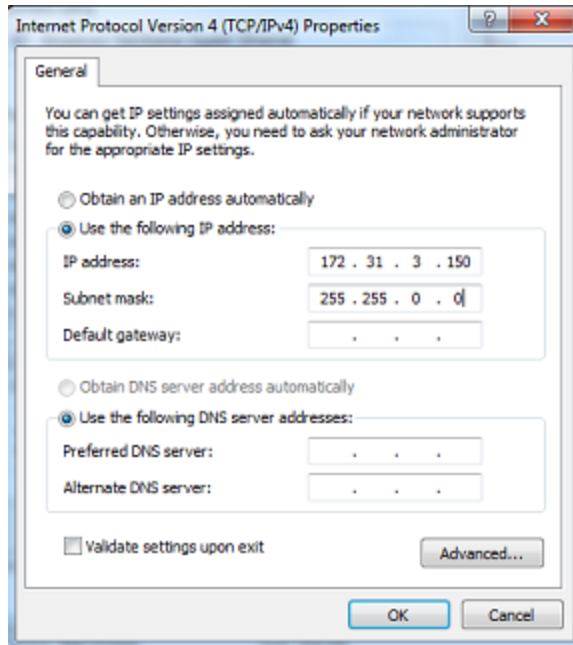 Internet Protocol Version 4 (TCP/IPv4) Properties
General
You can get IP settings assigned automatically if your network supports
this capability. Otherwise, you need to ask your network administrator
for the appropriate IP settings.
Obtain an IP address automatically
Use the following IP address:
IP address: 172 . 31 . 3 . 150
Subnet mask: 255 . 255 . 0 . 0
Default gateway: . . .
Obtain DNS server address automatically
Use the following DNS server addresses:
Preferred DNS server: . . .
Alternate DNS server: . . .
Validate settings upon exit
Advanced...
OK Cancel